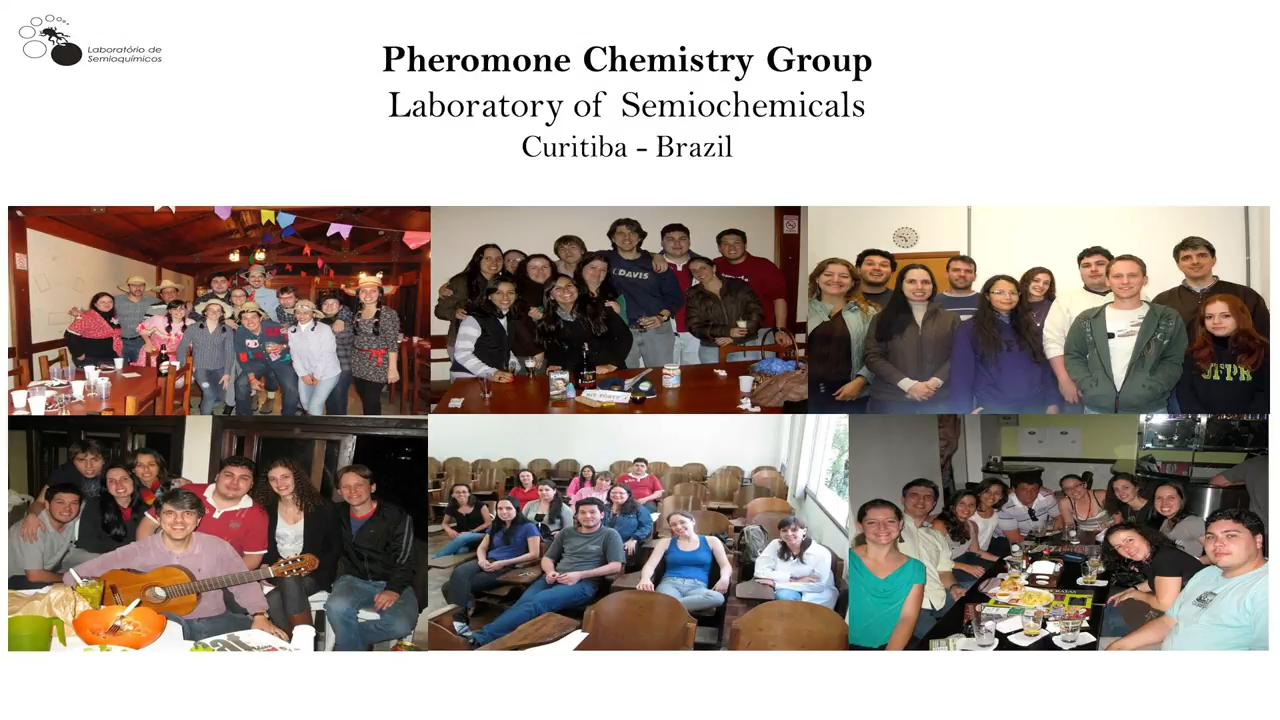 Laboratório de
Semioquímicos
Pheromone Chemistry Group
Laboratory of Semiochemicals
Curitiba - Brazil
DAVIS
UFPR